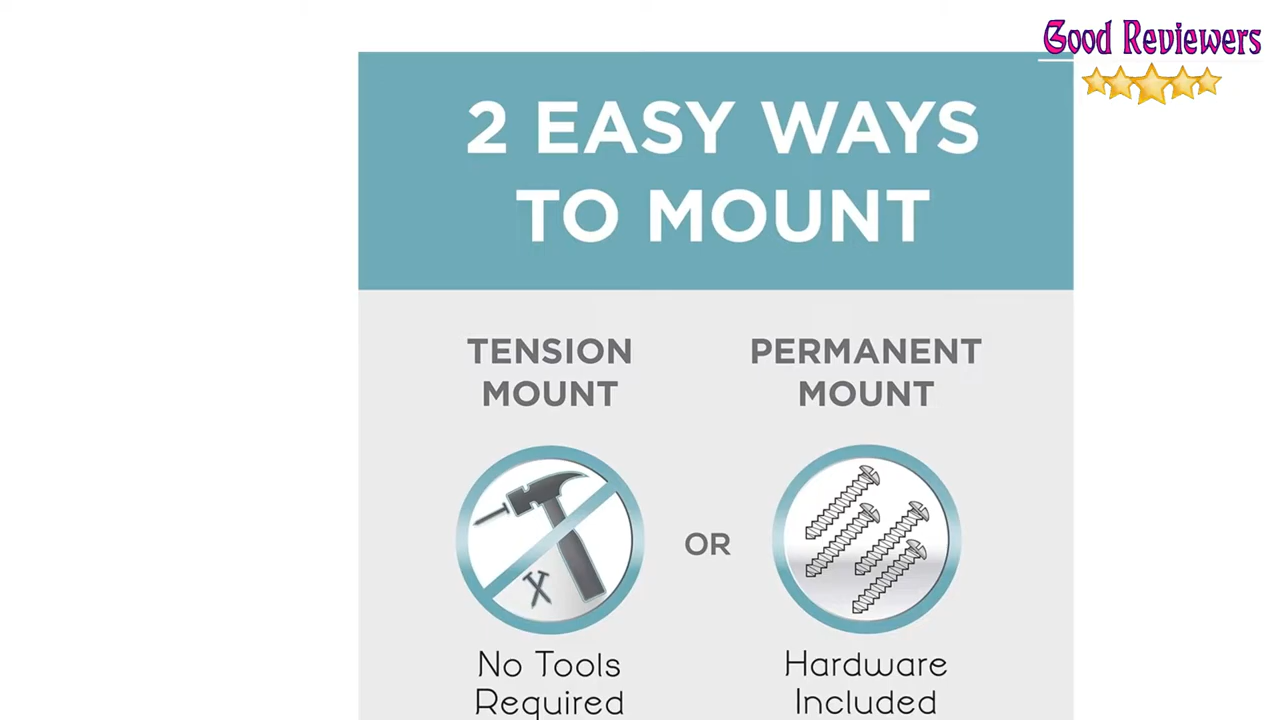 Good Reviewers
2 EASY WAYS
TO MOUNT
TENSION
MOUNT
PERMANENT
MOUNT
OR
No Tools
Required
Hardware
Included